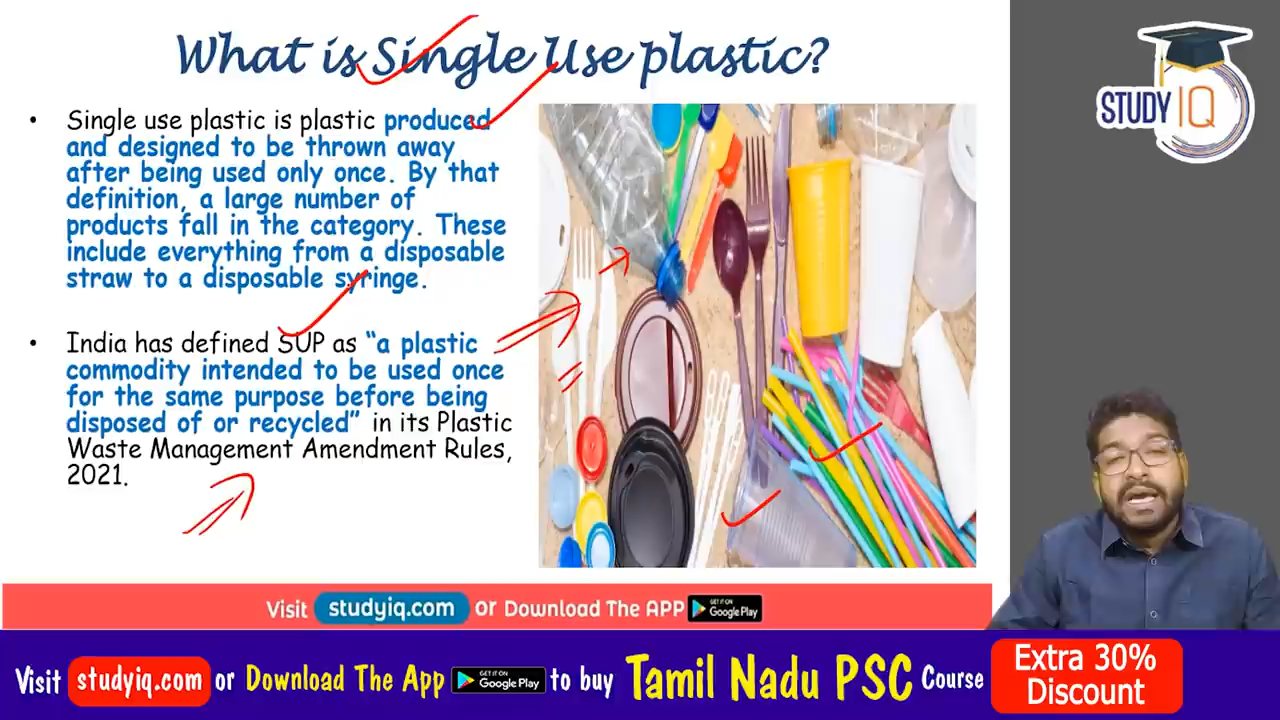 What is Single Use plastic?
STUDY IQ
• Single use plastic is plastic produced
and designed to be thrown away
after being used only once. By that
definition, a large number of
products fall in the category. These
include everything from a disposable
straw to a disposable syringe.
• India has defined SUP as “a plastic
commodity intended to be used once
for the same purpose before being
disposed of or recycled” in its Plastic
Waste Management Amendment Rules,
2021.
Visit studyiq.com or Download The APP GET IT ON Google Play
Visit studyiq.com or Download The App GET IT ON Google Play to buy Tamil Nadu PSC Course
Extra 30%
Discount